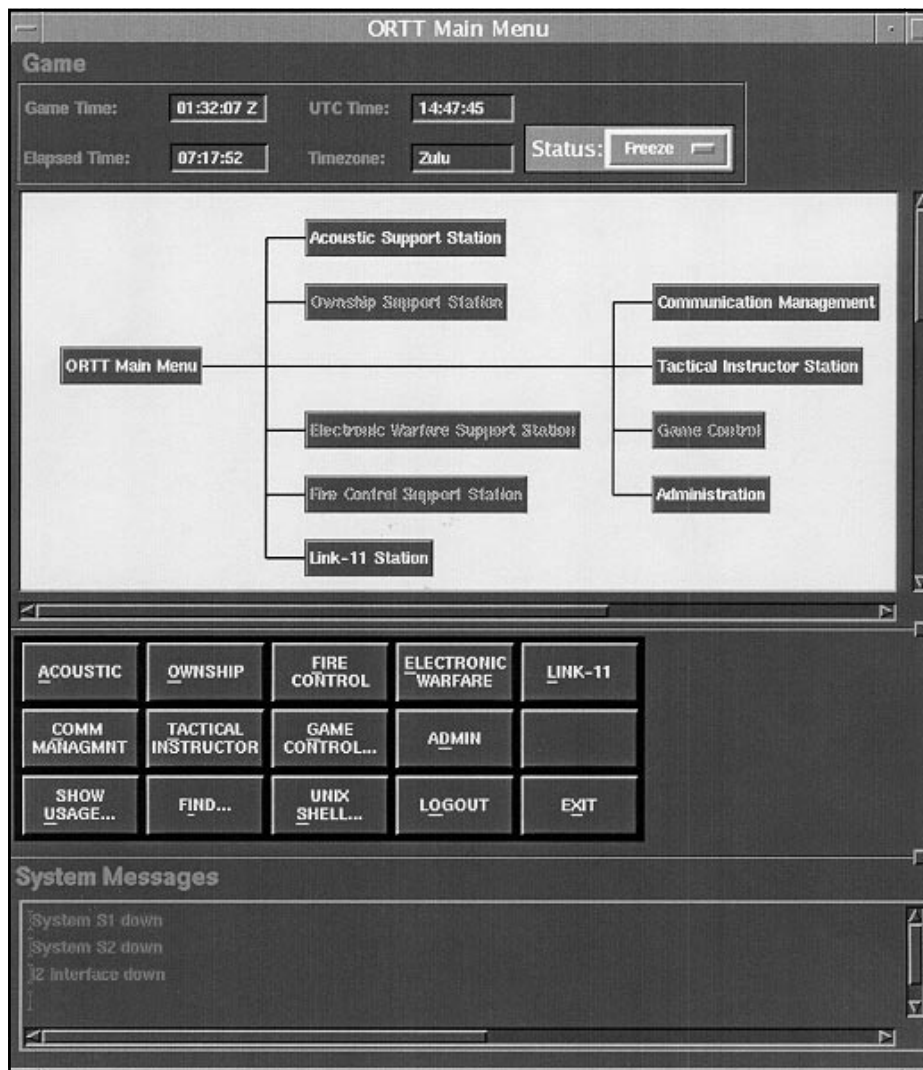 ORTT Main Menu
Game
Game Time:
01:32:07 Z
UTC Time:
14:47:45
Elapsed Time:
07:17:52
Timezone:
Zulu
Status:
Freeze
Acoustic Support Station
Ownship Support Station
Communication Management
ORTT Main Menu
Tactical Instructor Station
Electronic Warfare Support Station
Game Control
Fire Control Support Station
Administration
Link-11 Station
ACOUSTIC
OWNSHIP
FIRE
CONTROL
ELECTRONIC
WARFARE
LINK-11
COMM
MANAGMNT
TACTICAL
INSTRUCTOR
GAME
CONTROL...
ADMIN
SHOW
USAGE...
FIND...
UNIX
SHELL...
LOGOUT
EXIT
System Messages
System S1 down
System S2 down
I2 Interface down